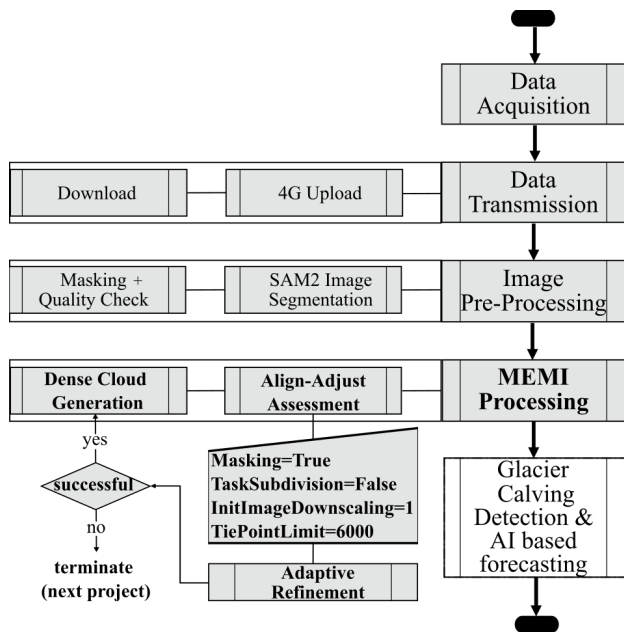 Data
Acquisition
Download
4G Upload
Data
Transmission
Masking +
Quality Check
SAM2 Image
Segmentation
Image
Pre-Processing
Dense Cloud
Generation
Align-Adjust
Assessment
MEMI
Processing
yes
successful
no
terminate
(next project)
Masking=True
TaskSubdivision=False
InitImageDownscaling=1
TiePointLimit=6000
Adaptive
Refinement
Glacier
Calving
Detection &
AI based
forecasting